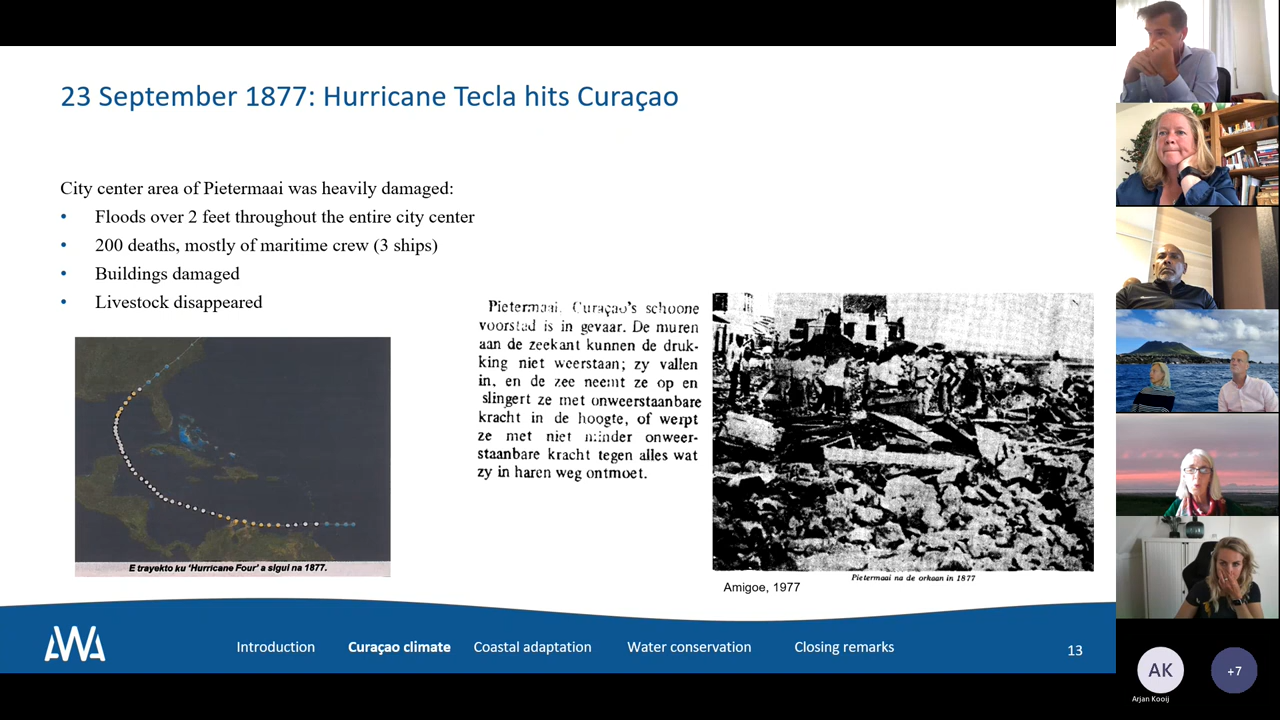 23 September 1877: Hurricane Tecla hits Curaçao
City center area of Pietermaai was heavily damaged:
• Floods over 2 feet throughout the entire city center
• 200 deaths, mostly of maritime crew (3 ships)
• Buildings damaged
• Livestock disappeared
E trayekto ku 'Hurricane Four' a sigui na 1877.
Pietermaai, Curaçao's schoone
voorstad is in gevaar. De muren
aan de zeekant kunnen de druk-
king niet weerstaan; zy vallen
in, en de zee neemt ze op en
slingert ze met onweerstaanbare
kracht in de hoogte, of werpt
ze met niet minder onweer-
staanbare kracht tegen alles wat
zy in haren weg ontmoet.
Pietermaai na de orkaan in 1877
Amigoe, 1977
AWA
Introduction
Curaçao climate
Coastal adaptation
Water conservation
Closing remarks
13
AK
Arjan Kooij
+7